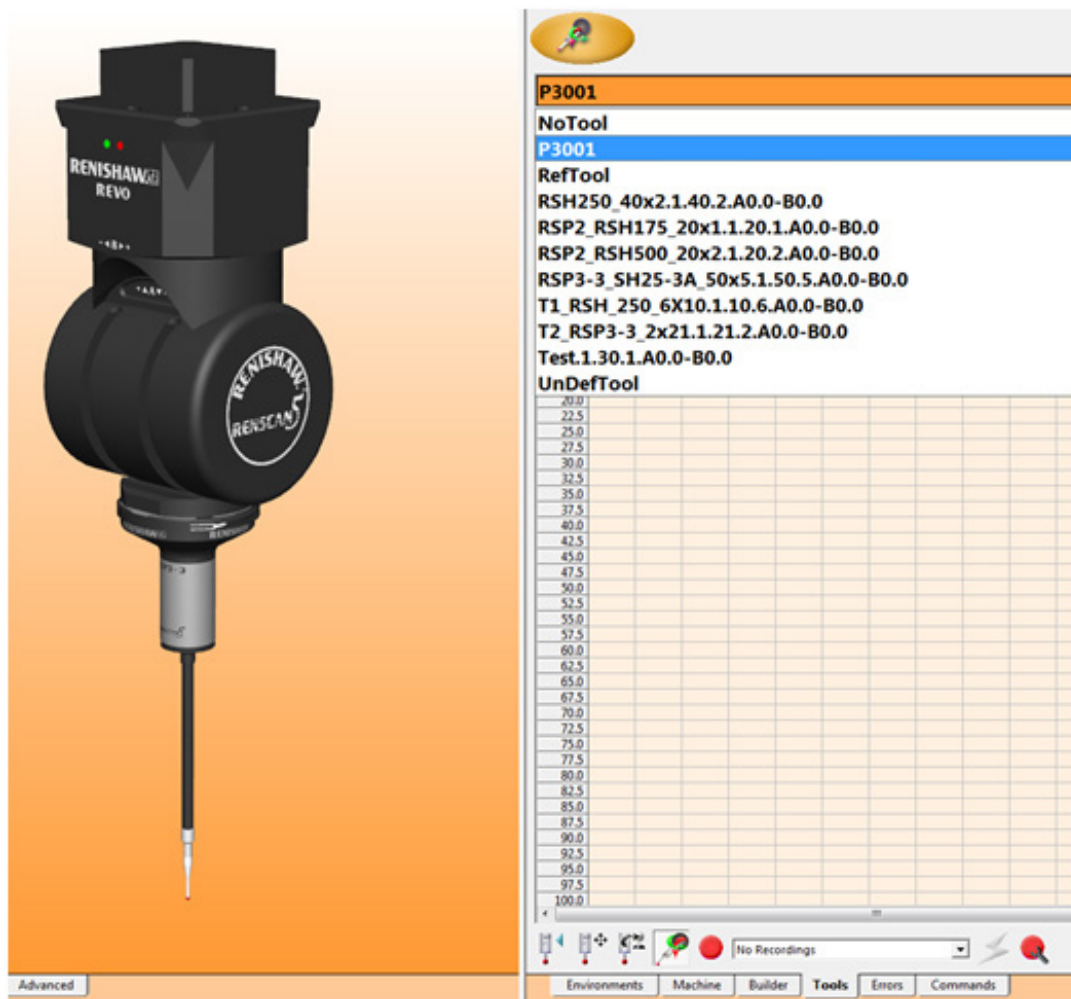 RENISHAW
REVO
RENISHAW
RENSCAN5
RENISHAW
Advanced
P3001
NoTool
P3001
RefTool
RSH250_40x2.1.40.2.A0.0-B0.0
RSP2_RSH175_20x1.1.20.1.A0.0-B0.0
RSP2_RSH500_20x2.1.20.2.A0.0-B0.0
RSP3-3_SH25-3A_50x5.1.50.5.A0.0-B0.0
T1_RSH_250_6X10.1.10.6.A0.0-B0.0
T2_RSP3-3_2x21.1.21.2.A0.0-B0.0
Test.1.30.1.A0.0-B0.0
UnDefTool
20.0
22.5
25.0
27.5
30.0
32.5
35.0
37.5
40.0
42.5
45.0
47.5
50.0
52.5
55.0
57.5
60.0
62.5
65.0
67.5
70.0
72.5
75.0
77.5
80.0
82.5
85.0
87.5
90.0
92.5
95.0
97.5
100.0
No Recordings
Environments Machine Builder Tools Errors Commands